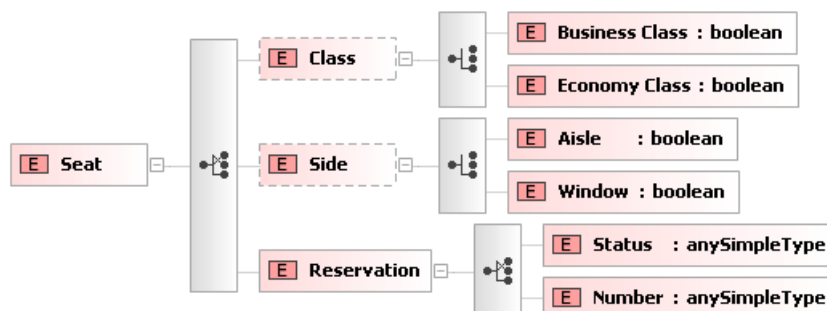 E Class
E Business Class : boolean
E Economy Class : boolean
E Seat
E Side
E Aisle : boolean
E Window : boolean
E Reservation
E Status : anySimpleType
E Number : anySimpleType